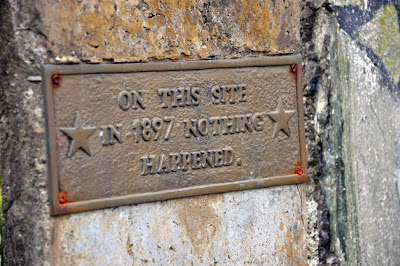 ON THIS SITE
IN 1897 NOTHING
HAPPENED.